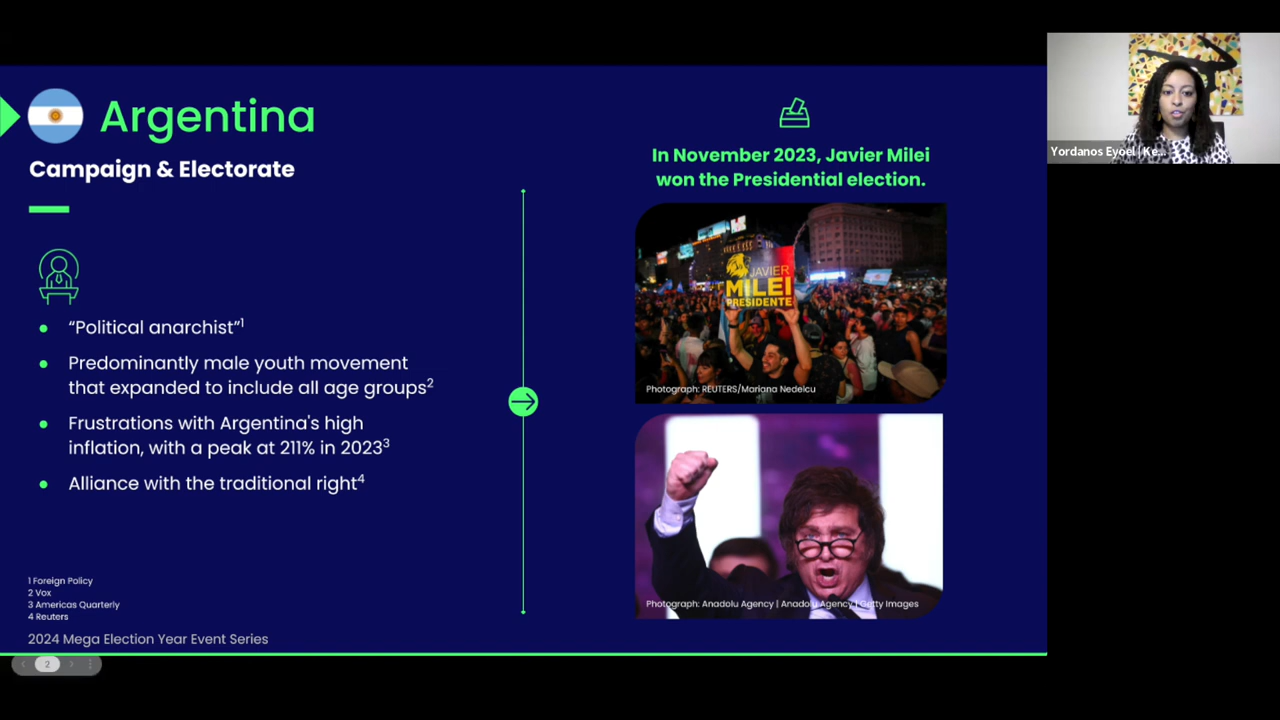 Argentina
Campaign & Electorate
“Political anarchist”1
Predominantly male youth movement
that expanded to include all age groups2
Frustrations with Argentina's high
inflation, with a peak at 211% in 20233
Alliance with the traditional right4
1 Foreign Policy
2 Vox
3 Americas Quarterly
4 Reuters
2024 Mega Election Year Event Series
2
In November 2023, Javier Milei
won the Presidential election.
JAVIER
MILEI
PRESIDENTE
Photograph: REUTERS/Mariana Nedelcu
Photograph: Anadolu Agency | Anadolu Agency | Getty Images
Yordanos Eyoel | Ke...